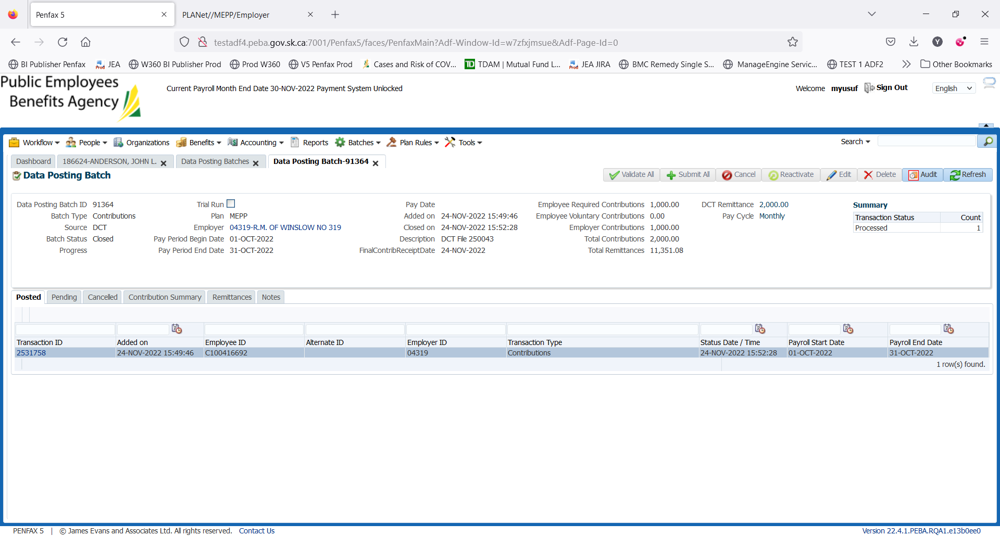 Penfax 5
PLANet//MEPP/Employer
testadf4.peba.gov.sk.ca:7001/Penfax5/faces/PenfaxMain?Adf-Window-Id=w7zfxjmsue&Adf-Page-Id=0
Y
BI Publisher Penfax JEA W360 BI Publisher Prod Prod W360 V5 Penfax Prod Cases and Risk of COV... TD TDAM | Mutual Fund L... JEA JIRA BMC Remedy Single S... ManageEngine Servic... TEST 1 ADF2 Other Bookmarks
Public Employees
Benefits Agency
Current Payroll Month End Date 30-NOV-2022 Payment System Unlocked
Welcome myusuf Sign Out English
Workflow People Organizations Benefits Accounting Reports Batches Plan Rules Tools Search
Dashboard 186624-ANDERSON, JOHN L. Data Posting Batches Data Posting Batch-91364
Data Posting Batch
Validate All Submit All Cancel Reactivate Edit Delete Audit Refresh
Data Posting Batch ID 91364 Trial Run Pay Date Employee Required Contributions 1,000.00 DCT Remittance 2,000.00 Summary
Batch Type Contributions Plan MEPP Added on 24-NOV-2022 15:49:46 Employee Voluntary Contributions 0.00 Pay Cycle Monthly Transaction Status Count
Source DCT Employer 04319-R.M. OF WINSLOW NO 319 Closed on 24-NOV-2022 15:52:28 Employer Contributions 1,000.00 Processed 1
Batch Status Closed Pay Period Begin Date 01-OCT-2022 Description DCT File 250043 Total Contributions 2,000.00
Progress Pay Period End Date 31-OCT-2022 FinalContribReceiptDate 24-NOV-2022 Total Remittances 11,351.08
Posted Pending Cancelled Contribution Summary Remittances Notes
Transaction ID Added on Employee ID Alternate ID Employer ID Transaction Type Status Date / Time Payroll Start Date Payroll End Date
2531758 24-NOV-2022 15:49:46 C100416692 04319 Contributions 24-NOV-2022 15:52:28 01-OCT-2022 31-OCT-2022
1 row(s) found.
PENFAX 5 | © James Evans and Associates Ltd. All rights reserved. Contact Us Version 22.4.1.PEBA.RQA1.e13b0ee0